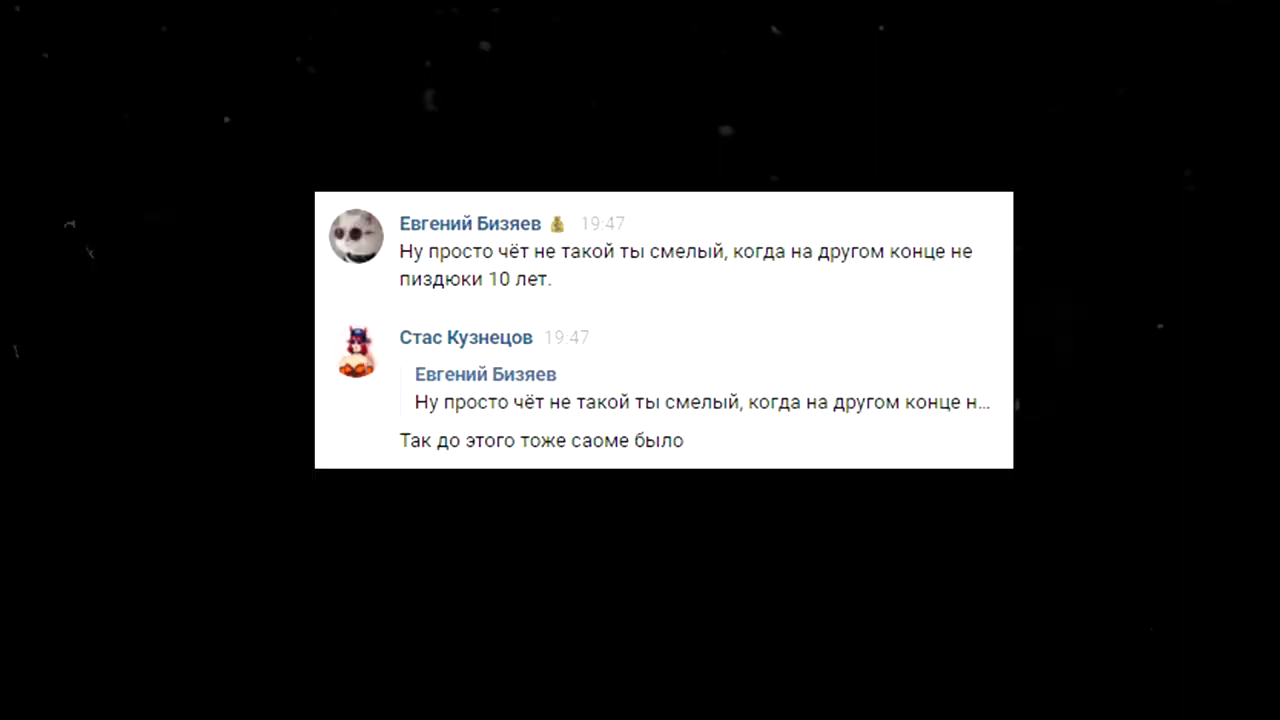 Евгений Бизяев 19:47
Ну просто чёт не такой ты смелый, когда на другом конце не
пиздюки 10 лет.
Стас Кузнецов 19:47
Евгений Бизяев
Ну просто чёт не такой ты смелый, когда на другом конце н...
Так до этого тоже саоме было